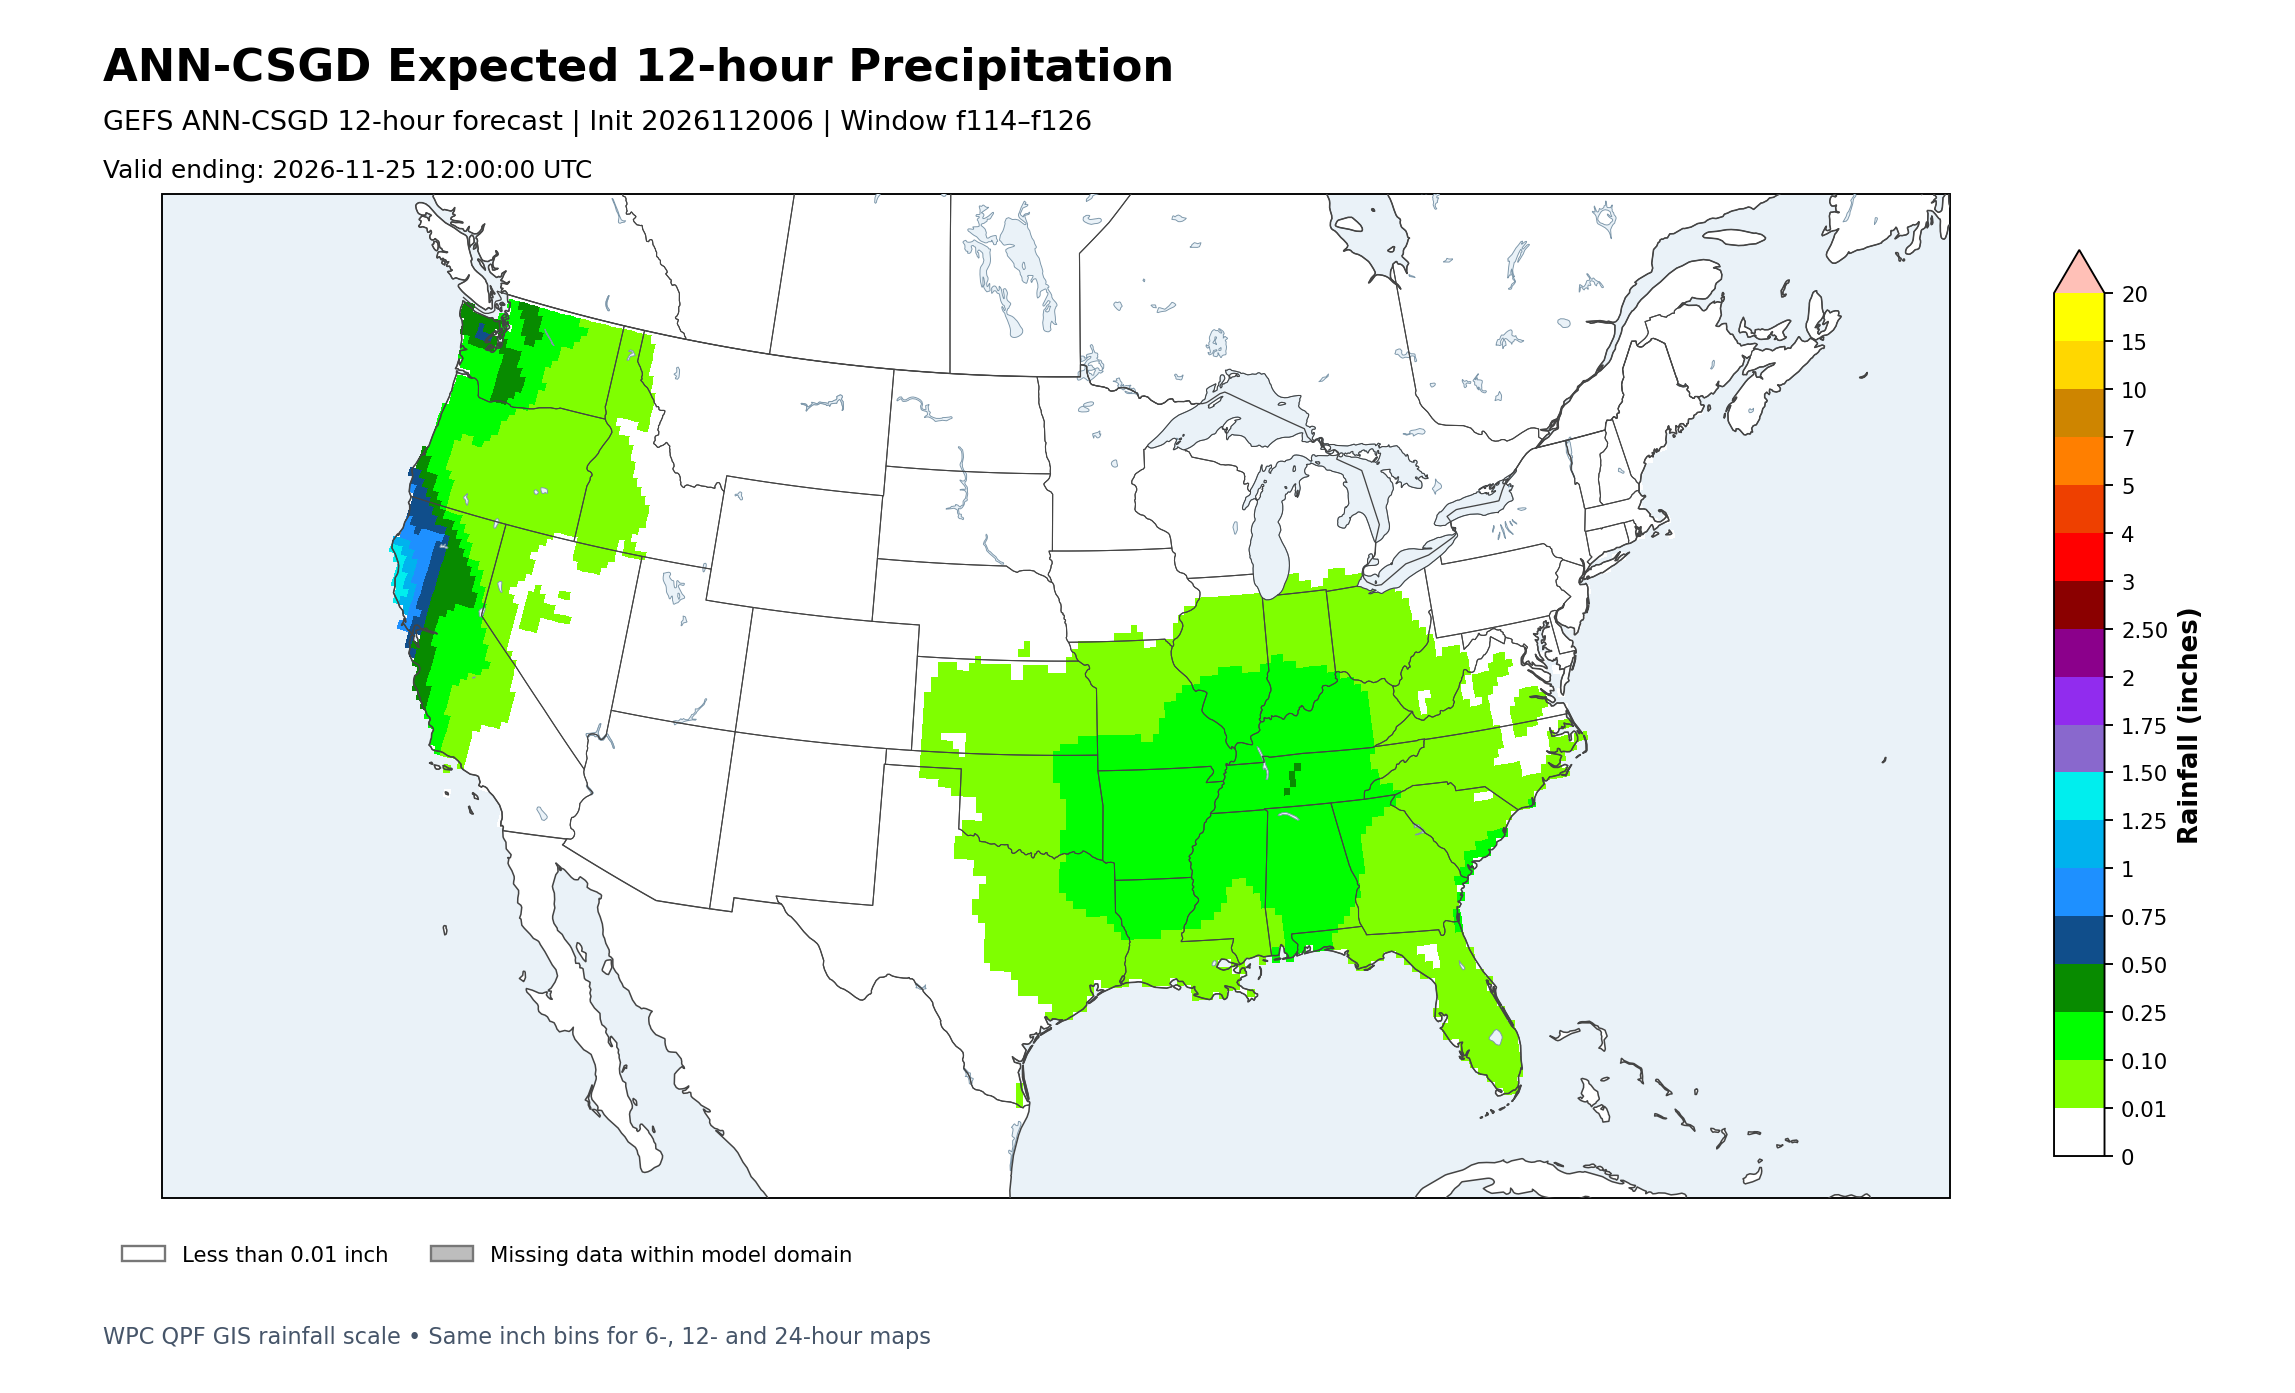 ANN-CSGD Expected 12-hour Precipitation
GEFS ANN-CSGD 12-hour forecast | Init 2026112006 | Window f114–f126
Valid ending: 2026-11-25 12:00:00 UTC
20
15
10
7
5
4
3
2.50
2
1.75
1.50
1.25
1
0.75
0.50
0.25
0.10
0.01
0
Rainfall (inches)
Less than 0.01 inch
Missing data within model domain
WPC QPF GIS rainfall scale • Same inch bins for 6-, 12- and 24-hour maps